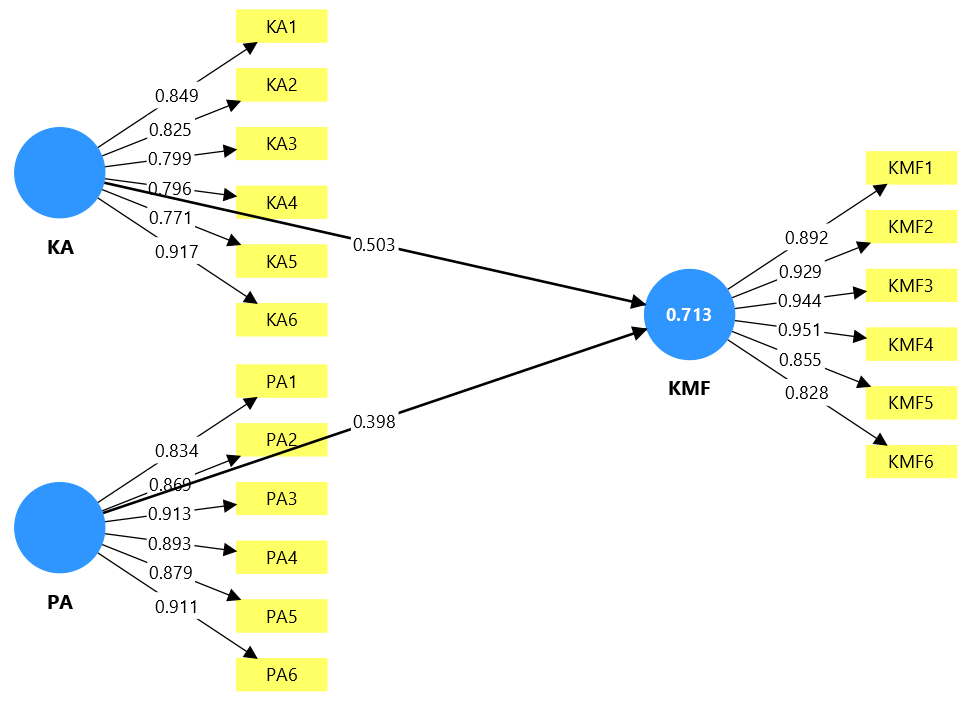 KA1
0.849
KA2
0.825
KA3
0.799
KA4
0.796
0.771
KA
0.917
KA5
KA6
0.503
PA1
0.834
PA2
0.869
PA3
0.913
PA4
0.893
0.879
PA
0.911
PA5
PA6
0.398
0.713
KMF
KMF1
0.892
KMF2
0.929
KMF3
0.944
KMF4
0.951
0.855
KMF5
0.828
KMF6